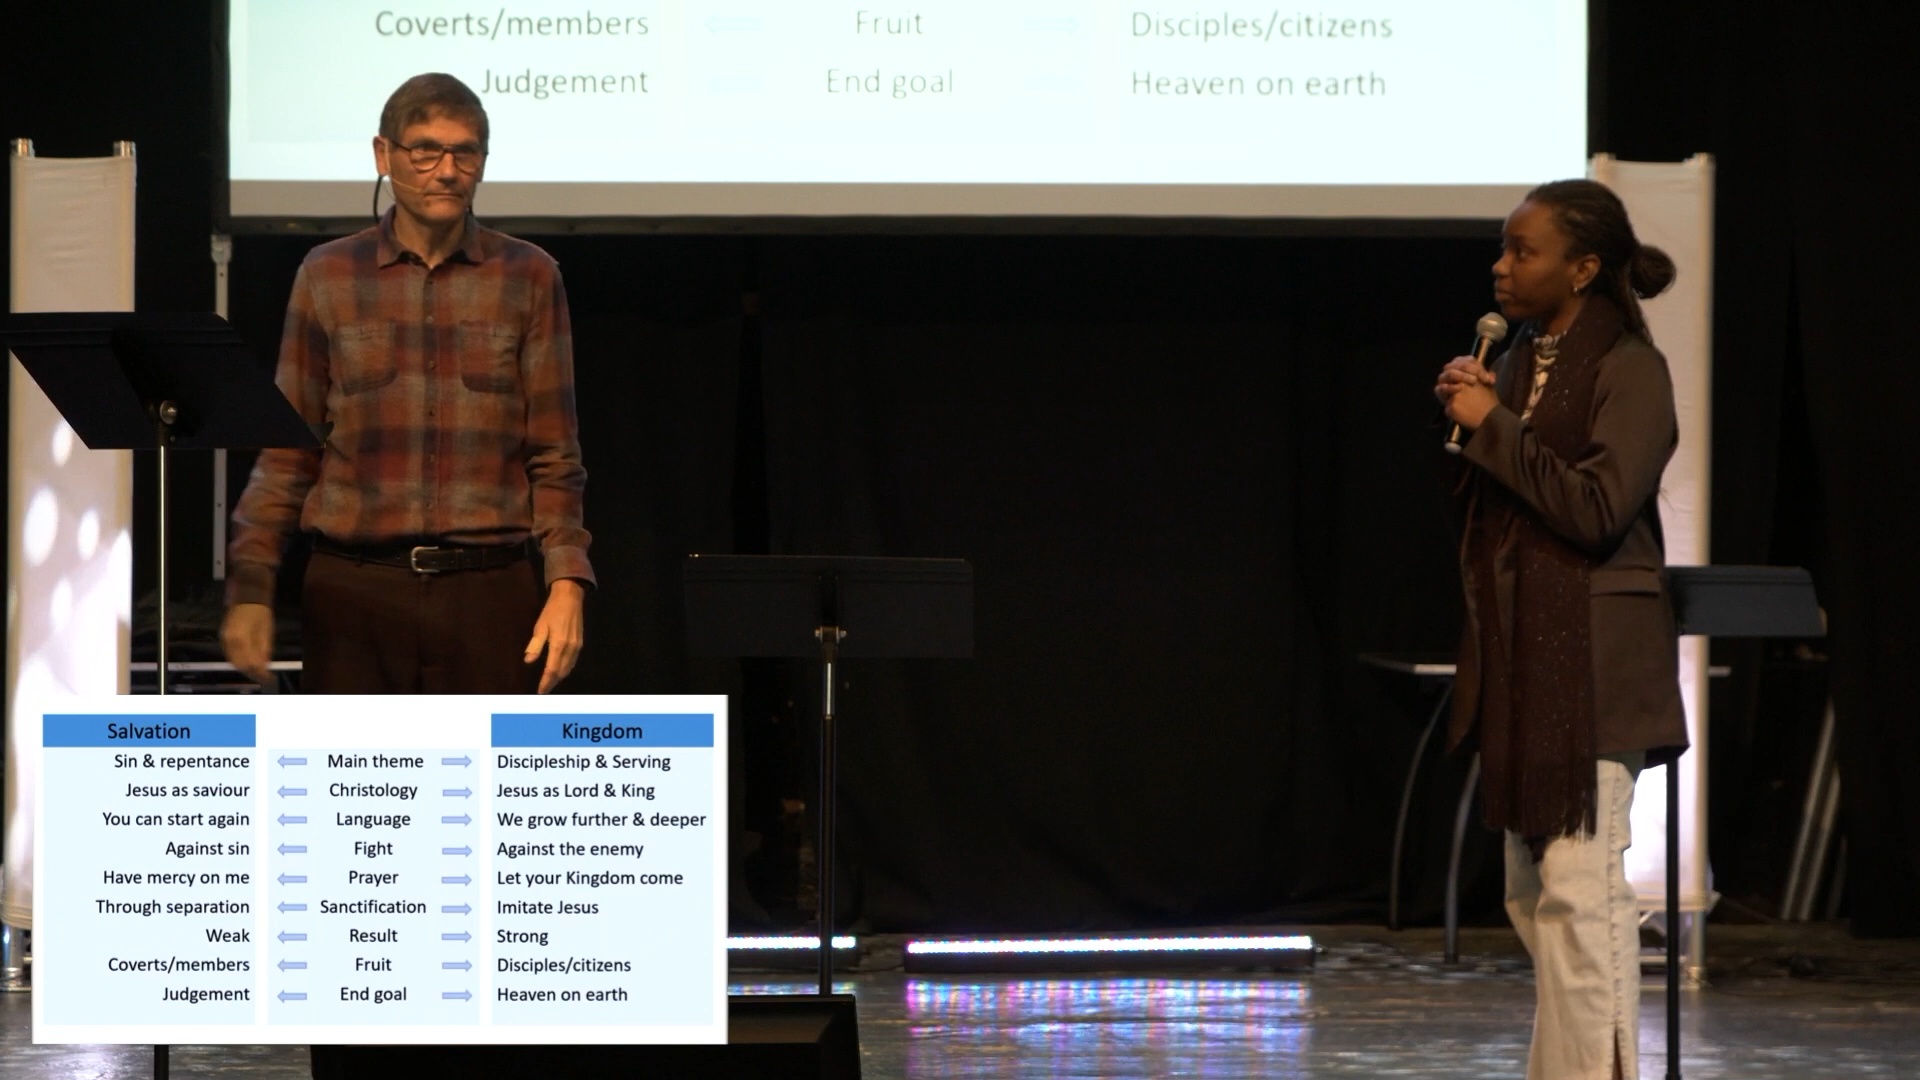 Coverts/members Fruit Disciples/citizens
Judgement End goal Heaven on earth
Salvation Kingdom
Sin & repentance Main theme Discipleship & Serving
Jesus as saviour Christology Jesus as Lord & King
You can start again Language We grow further & deeper
Against sin Fight Against the enemy
Have mercy on me Prayer Let your Kingdom come
Through separation Sanctification Imitate Jesus
Weak Result Strong
Coverts/members Fruit Disciples/citizens
Judgement End goal Heaven on earth